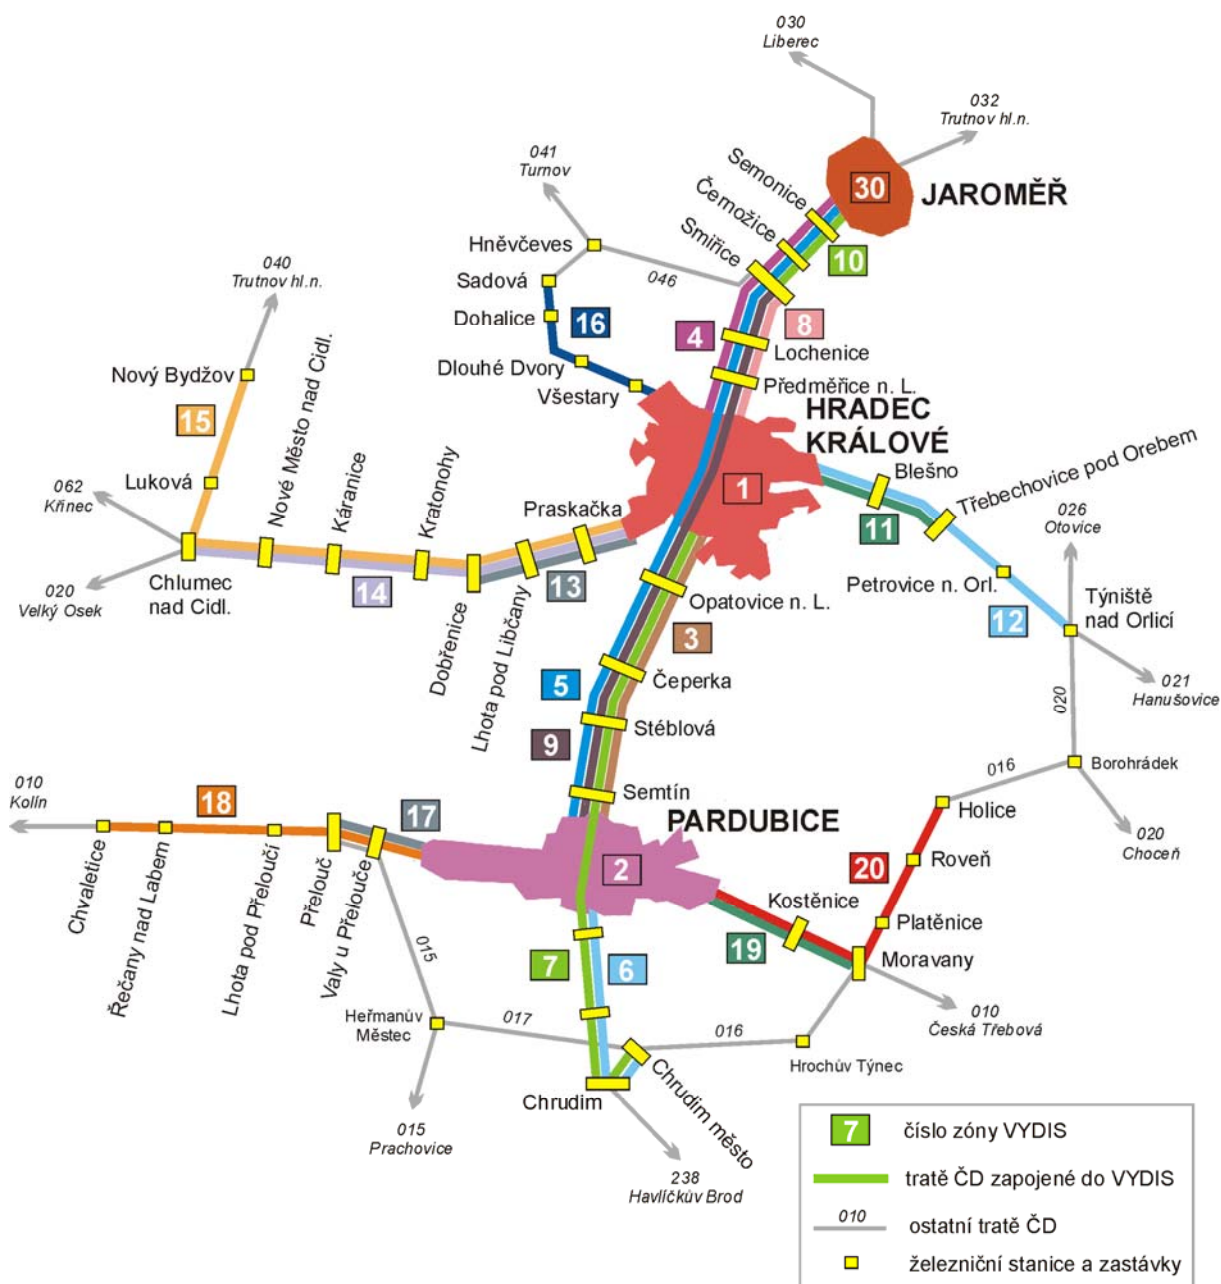 030
Liberec
032
Trutnov hl.n.
041
Turnov
Semonice
30
JAROMĚŘ
Černožice
Smiřice
10
Hněvčeves
046
040
Trutnov hl.n.
Sadová
Dohalice
16
4
8
Lochenice
Dlouhé Dvory
Předměřice n. L.
Nový Bydžov
Všestary
HRADEC
KRÁLOVÉ
15
Nové Město nad Cidl.
Káranice
Kratonohy
Blešno
Třebechovice pod Orebem
Luková
062
Křinec
Praskačka
1
11
026
Otovice
Chlumec
nad Cidl.
14
13
Petrovice n. Orl.
Týniště
nad Orlicí
020
Velký Osek
Opatovice n. L.
12
Dobřenice
Lhota pod Libčany
3
5
Čeperka
021
Hanušovice
020
9
Stéblová
016
Borohrádek
010
Kolín
18
17
Semtín
PARDUBICE
Holice
020
Choceň
2
20
Roveň
Chvaletice
Řečany nad Labem
Lhota pod Přeloučí
Přelouč
Valy u Přelouče
Kostěnice
Platěnice
19
Moravany
015
7
6
010
Česká Třebová
Heřmanův
Městec
017
016
Hrochův Týnec
Chrudim
Chrudim město
015
Prachovice
238
Havlíčkův Brod
7 číslo zóny VYDIS
tratě ČD zapojené do VYDIS
010 ostatní tratě ČD
železniční stanice a zastávky